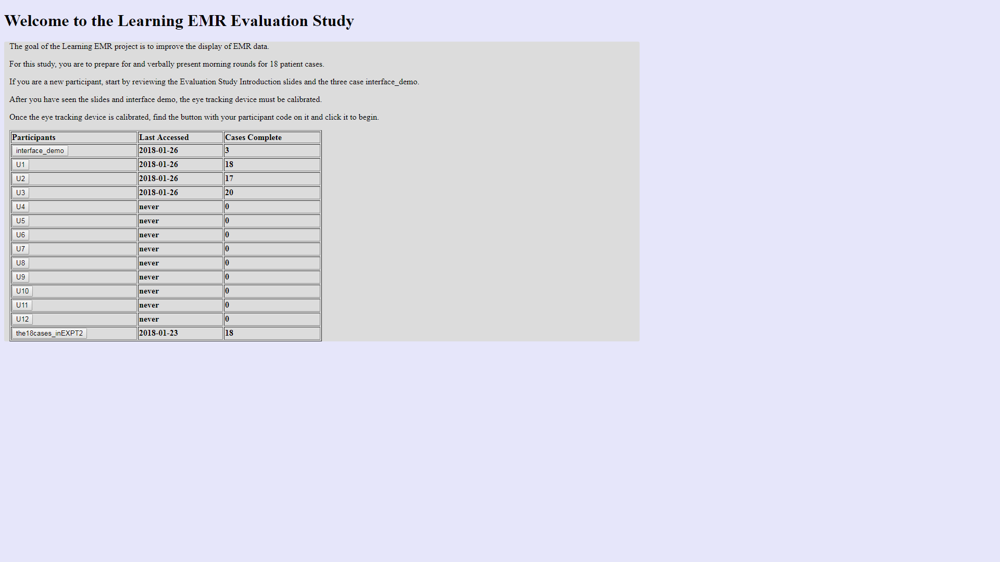 Welcome to the Learning EMR Evaluation Study
The goal of the Learning EMR project is to improve the display of EMR data.
For this study, you are to prepare for and verbally present morning rounds for 18 patient cases.
If you are a new participant, start by reviewing the Evaluation Study Introduction slides and the three case interface_demo.
After you have seen the slides and interface demo, the eye tracking device must be calibrated.
Once the eye tracking device is calibrated, find the button with your participant code on it and click it to begin.
Participants Last Accessed Cases Complete
interface_demo 2018-01-26 3
U1 2018-01-26 18
U2 2018-01-26 17
U3 2018-01-26 20
U4 never 0
U5 never 0
U6 never 0
U7 never 0
U8 never 0
U9 never 0
U10 never 0
U11 never 0
U12 never 0
the18cases_inEXPT2 2018-01-23 18